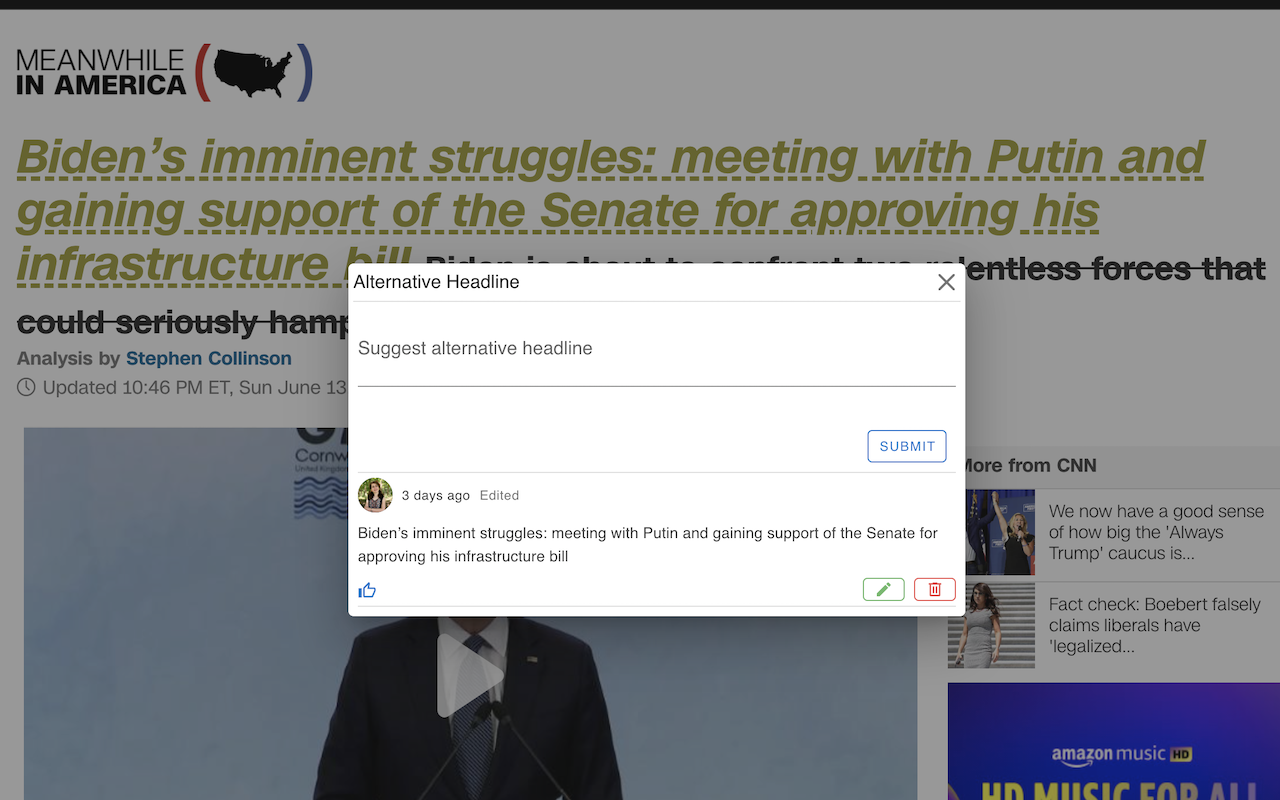 MEANWHILE
IN AMERICA
Biden’s imminent struggles: meeting with Putin and
gaining support of the Senate for approving his
infrastructure bill Biden is about to confront two relentless forces that
could seriously hamp
Analysis by Stephen Collinson
Updated 10:46 PM ET, Sun June 13
Alternative Headline
Suggest alternative headline
SUBMIT
3 days ago Edited
Biden’s imminent struggles: meeting with Putin and gaining support of the Senate for
approving his infrastructure bill
Cornw
United Kingdom
More from CNN
We now have a good sense
of how big the 'Always
Trump' caucus is...
Fact check: Boebert falsely
claims liberals have
'legalized...
amazon music HD
HD MUSIC FOR ALL